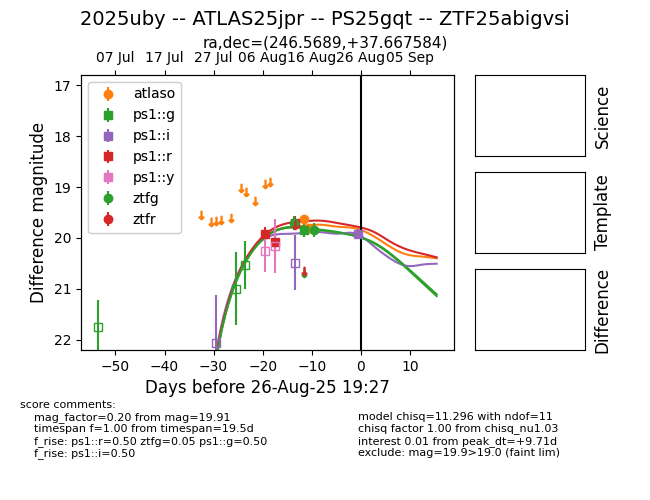 2025uby -- ATLAS25jpr -- PS25gqt -- ZTF25abigvsi
ra,dec=(246.5689,+37.667584)
07 Jul 17 Jul 27 Jul 06 Aug 16 Aug 26 Aug 05 Sep
17
18
19
20
21
22
Difference magnitude
atlaso
ps1::g
ps1::i
ps1::r
ps1::y
ztfg
ztfr
−50 −40 −30 −20 −10 0 10
Days before 26-Aug-25 19:27
Science
Template
Difference
score comments:
mag_factor=0.20 from mag=19.91
timespan f=1.00 from timespan=19.5d
f_rise: ps1::r=0.50 ztfg=0.05 ps1::g=0.50
f_rise: ps1::i=0.50
model chisq=11.296 with ndof=11
chisq factor 1.00 from chisq_nu1.03
interest 0.01 from peak_dt=+9.71d
exclude: mag=19.9>19.0 (faint lim)